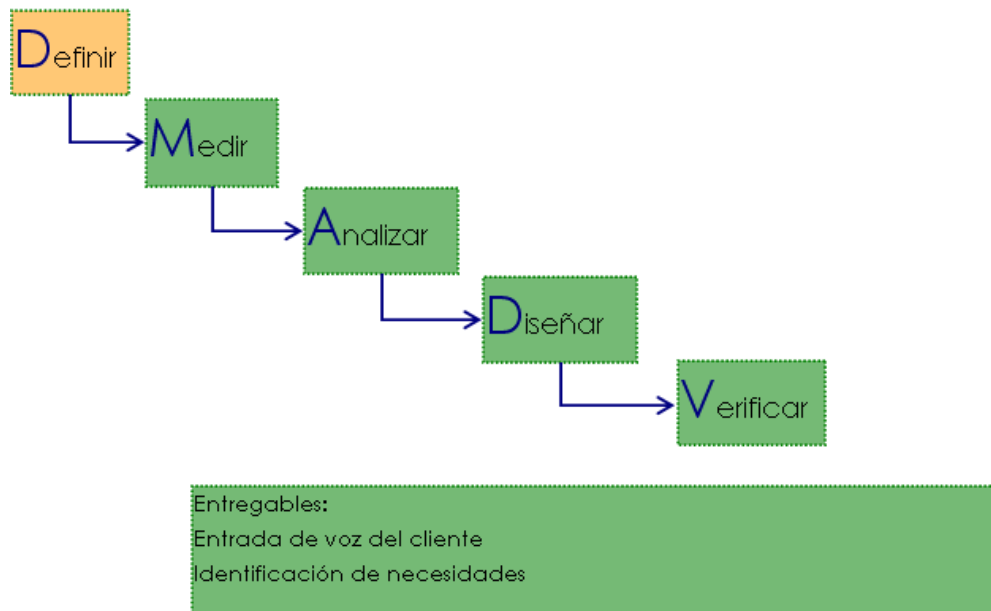 Definir
Medir
Analizar
Diseñar
Verificar
Entregables:
Entrada de voz del cliente
Identificación de necesidades